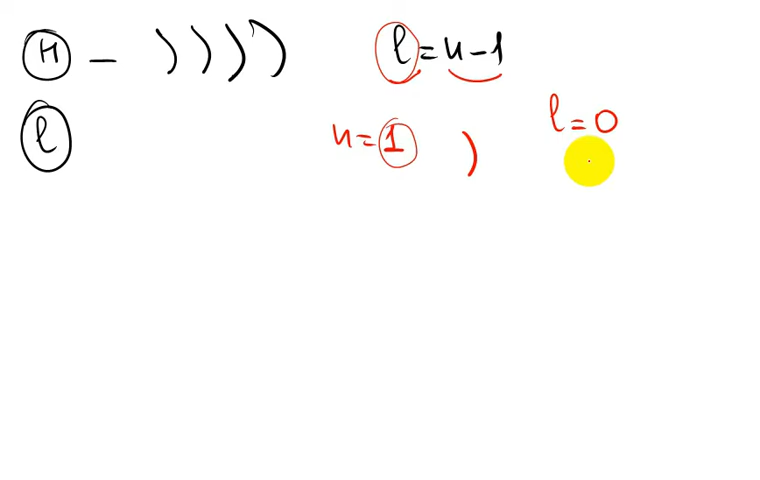 n – ) ) ) ) l = n – 1
l
n = 1 ) l = 0